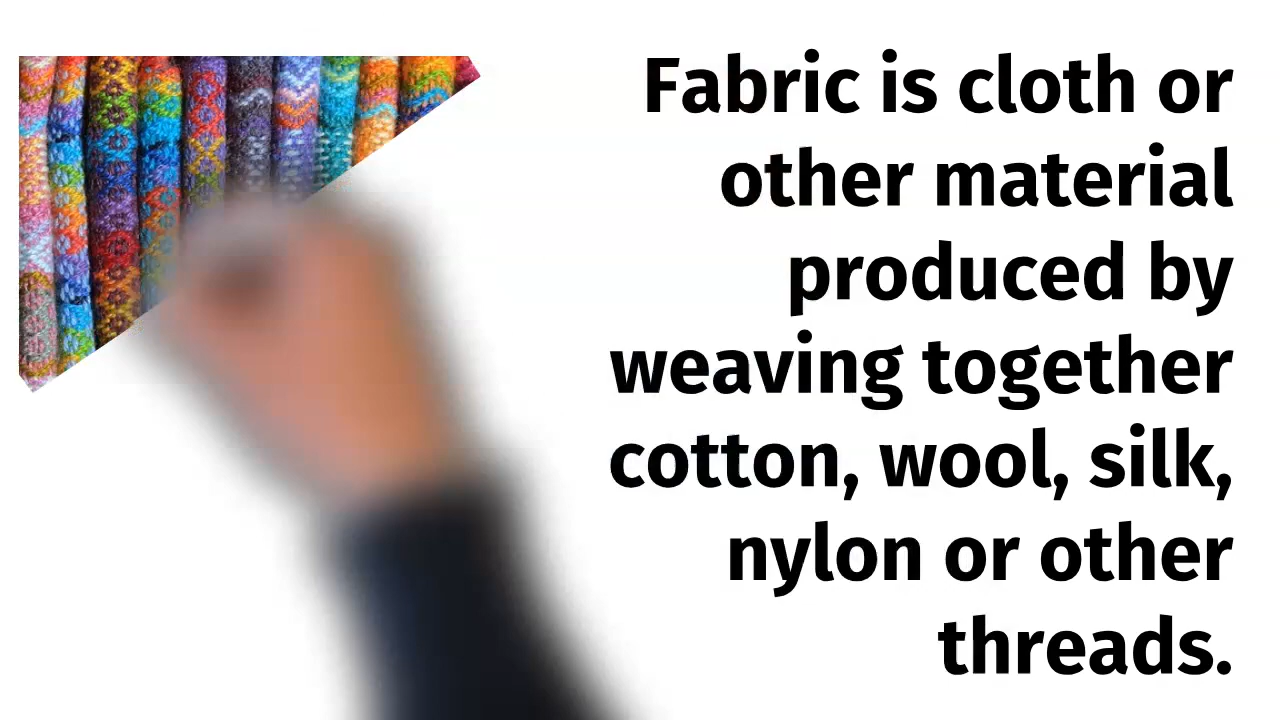 Fabric is cloth or
other material
produced by
weaving together
cotton, wool, silk,
nylon or other
threads.